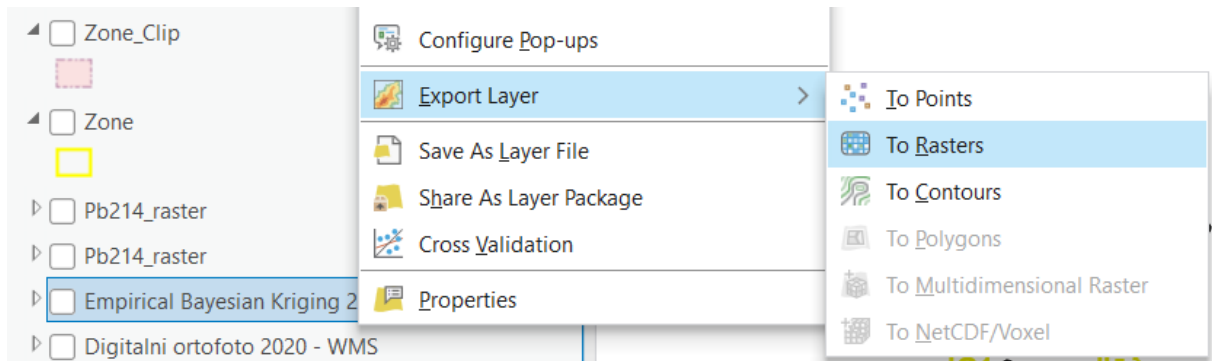 Zone_Clip
Zone
Pb214_raster
Pb214_raster
Empirical Bayesian Kriging 2
Digitalni ortofoto 2020 - WMS
Configure Pop-ups
Export Layer
Save As Layer File
Share As Layer Package
Cross Validation
Properties
To Points
To Rasters
To Contours
To Polygons
To Multidimensional Raster
To NetCDF/Voxel